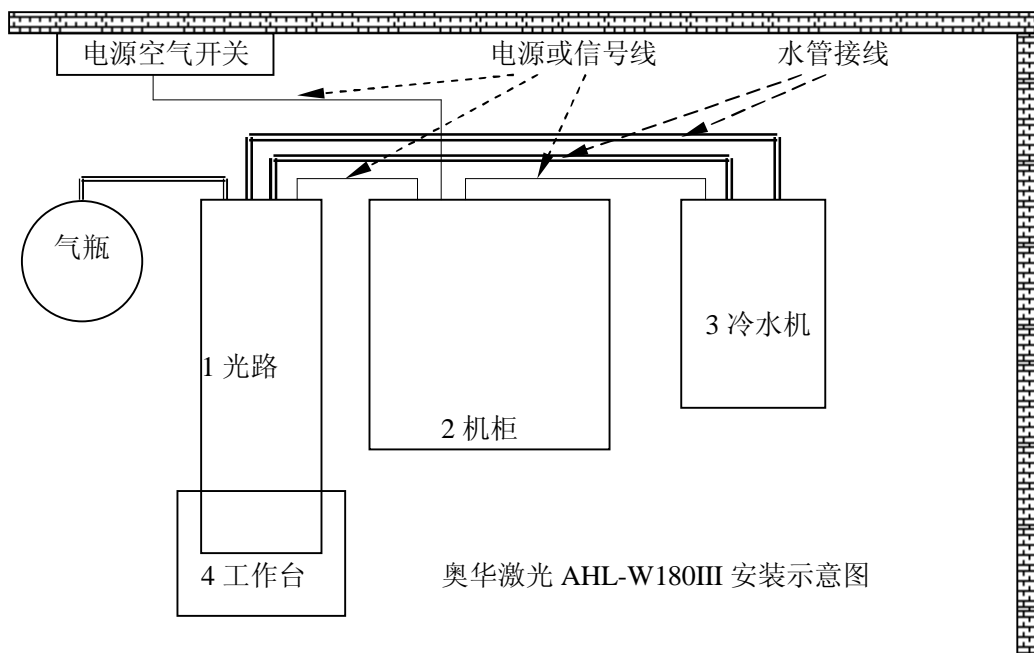 电源空气开关
电源或信号线
水管接线
气瓶
3 冷水机
1 光路
2 机柜
4 工作台
奥华激光 AHL-W180III 安装示意图